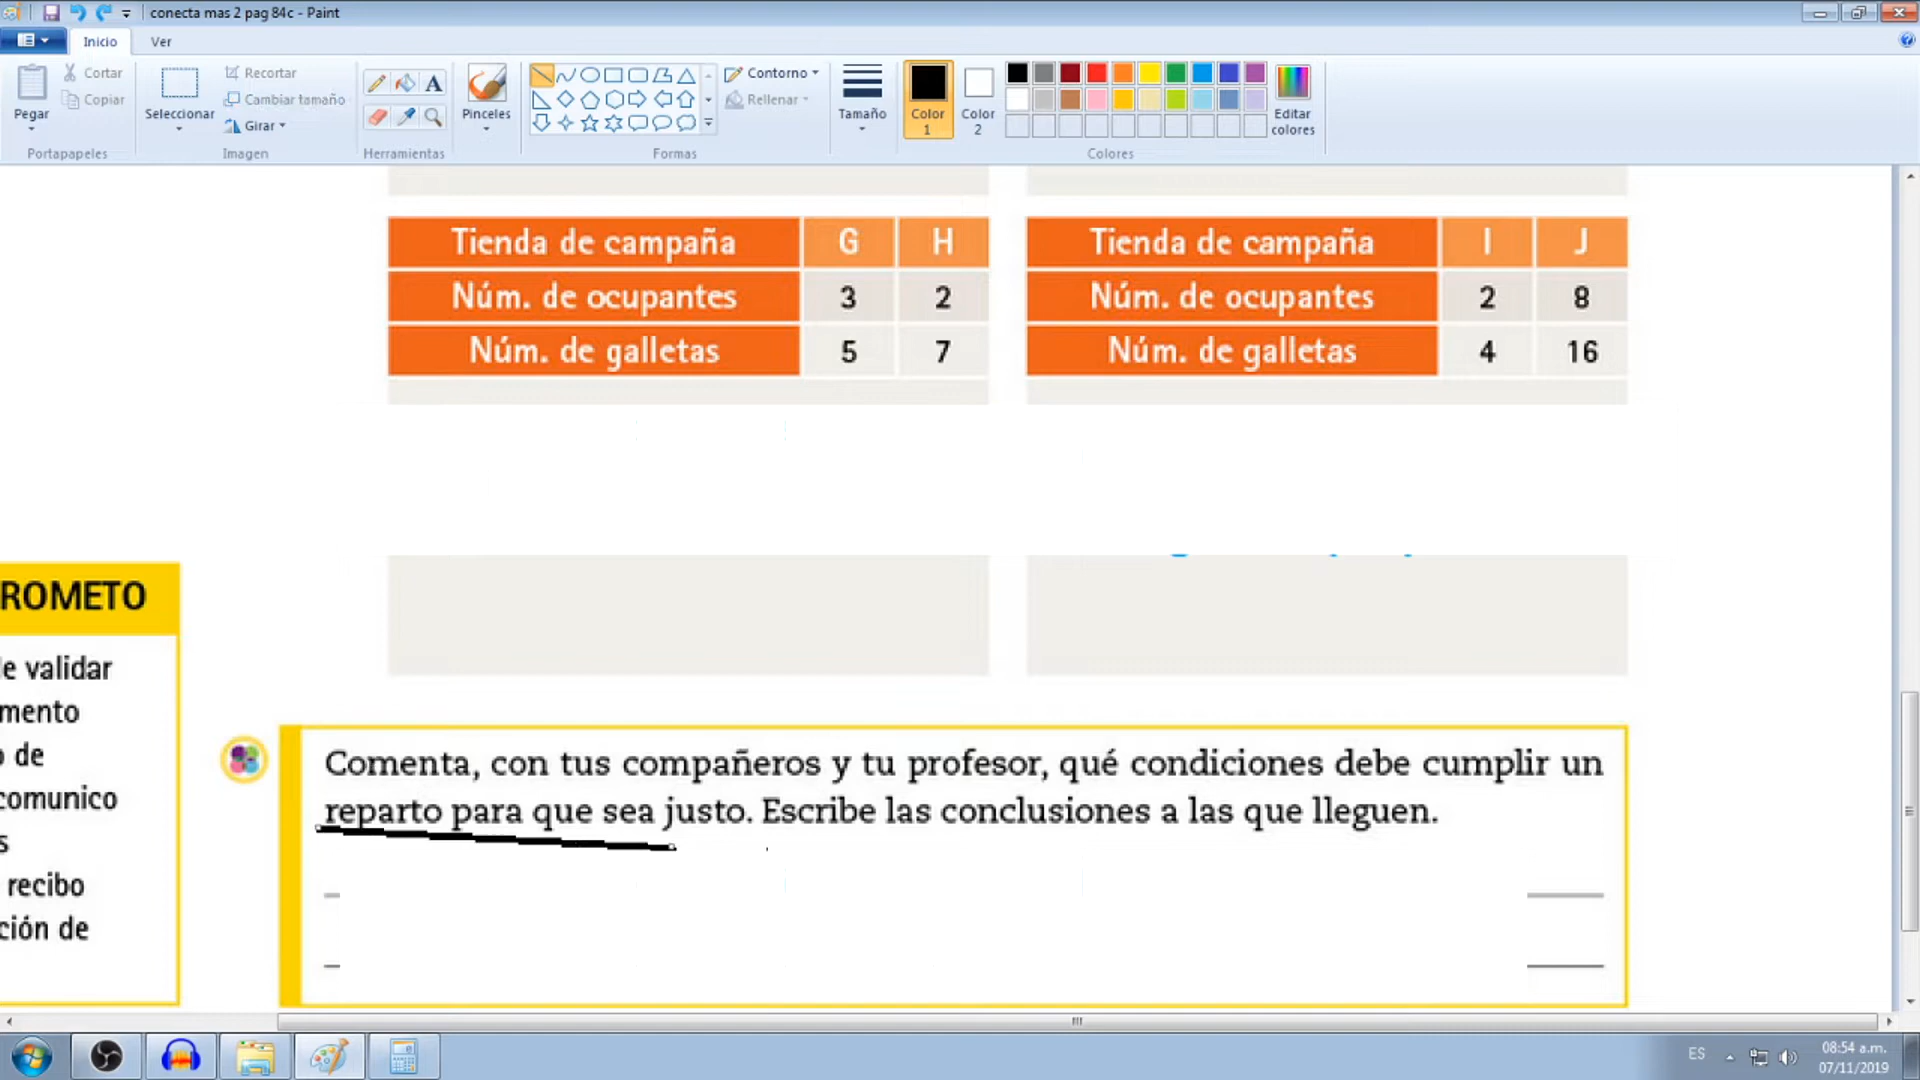 conecta mas 2 pag 84c - Paint
Inicio
Ver
Pegar
Cortar
Copiar
Portapapeles
Seleccionar
Recortar
Cambiar tamaño
Girar
Imagen
A
Herramientas
Pinceles
Formas
Contorno
Rellenar
Tamaño
Color 1
Color 2
Editar colores
Colores
Tienda de campaña G H
Núm. de ocupantes 3 2
Núm. de galletas 5 7
Tienda de campaña I J
Núm. de ocupantes 2 8
Núm. de galletas 4 16
ROMETO
validar
mento
de
comunico
s
recibo
ción de
Comenta, con tus compañeros y tu profesor, qué condiciones debe cumplir un
reparto para que sea justo. Escribe las conclusiones a las que lleguen.
ES
08:54 a.m.
07/11/2019